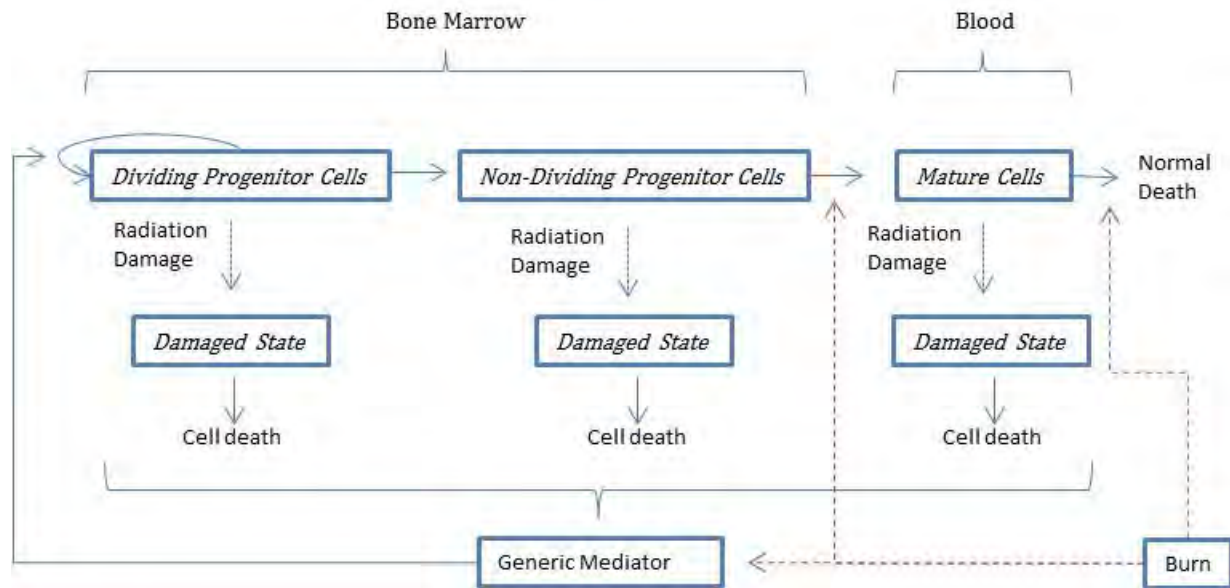 Bone Marrow
Blood
Dividing Progenitor Cells
Non-Dividing Progenitor Cells
Mature Cells
Normal
Death
Radiation
Damage
Radiation
Damage
Radiation
Damage
Damaged State
Damaged State
Damaged State
Cell death
Cell death
Cell death
Generic Mediator
Burn